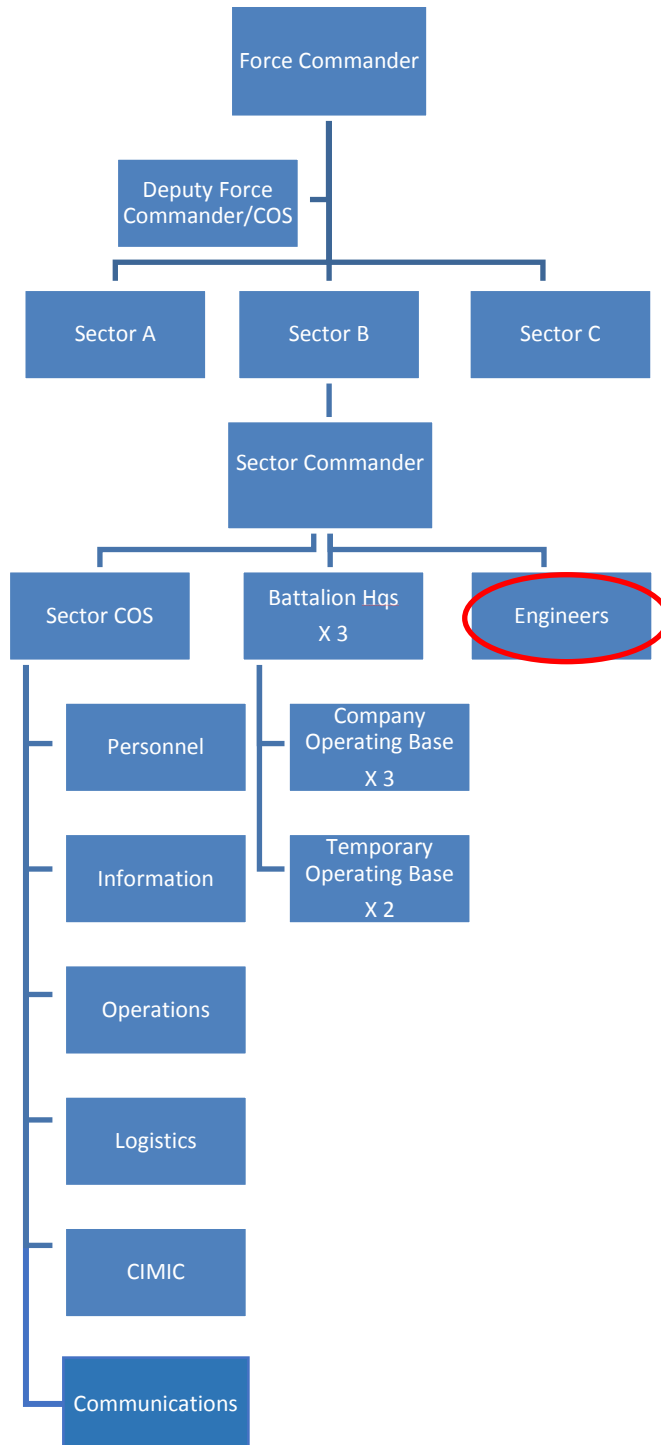 Force Commander
Deputy Force
Commander/COS
Sector A
Sector B
Sector C
Sector Commander
Sector COS
Battalion Hqs
X 3
Engineers
Personnel
Company
Operating Base
X 3
Information
Temporary
Operating Base
X 2
Operations
Logistics
CIMIC
Communications